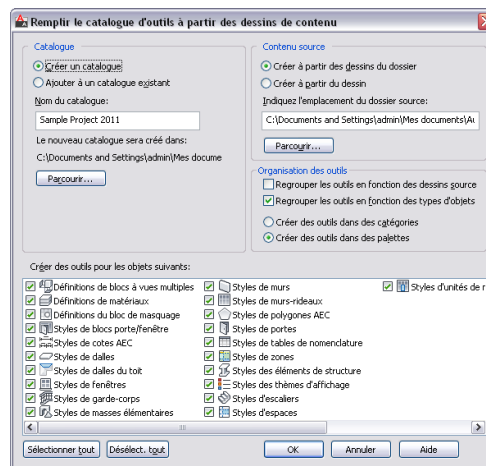 Remplir le catalogue d'outils à partir des dessins de contenu
Catalogue
Créer un catalogue
Ajouter à un catalogue existant
Nom du catalogue:
Sample Project 2011
Le nouveau catalogue sera créé dans:
C:\Documents and Settings\admin\Mes docume
Parcourir...
Contenu source
Créer à partir des dessins du dossier
Créer à partir du dessin
Indiquez l'emplacement du dossier source:
C:\Documents and Settings\admin\Mes documents\Au
Parcourir...
Organisation des outils
Regrouper les outils en fonction des dessins source
Regrouper les outils en fonction des types d'objets
Créer des outils dans des catégories
Créer des outils dans des palettes
Créer des outils pour les objets suivants:
Définitions de blocs à vues multiples
Définitions de matériaux
Définitions du bloc de masquage
Styles de blocs porte/fenêtre
Styles de cotes AEC
Styles de dalles
Styles de dalles du toit
Styles de fenêtres
Styles de garde-corps
Styles de masses élémentaires
Styles de murs
Styles de murs-rideaux
Styles de polygones AEC
Styles de portes
Styles de tables de nomenclature
Styles de zones
Styles des éléments de structure
Styles des thèmes d'affichage
Styles d'escaliers
Styles d'espaces
Styles d'unités de r
Sélectionner tout
Désélect. tout
OK
Annuler
Aide